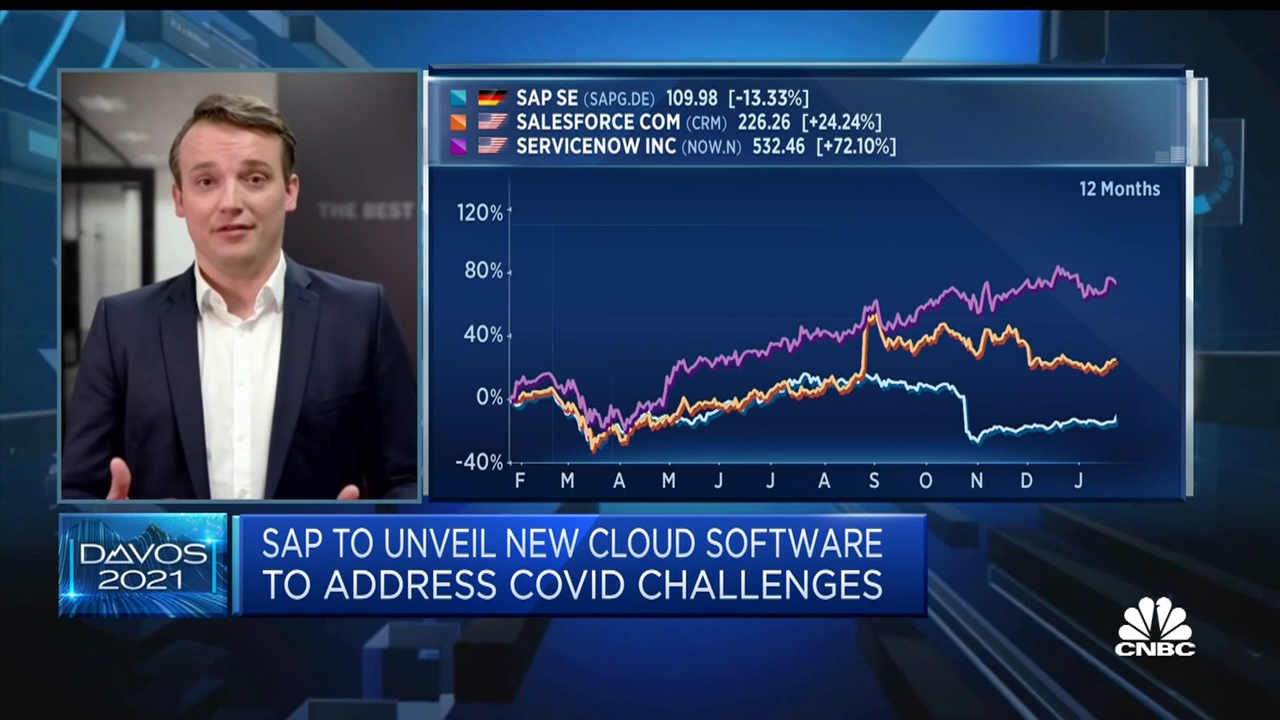 SAP SE (SAPG.DE) 109.98 [-13.33%]
SALESFORCE COM (CRM) 226.26 [+24.24%]
SERVICENOW INC (NOW.N) 532.46 [+72.10%]
12 Months
120%
80%
40%
0%
-40%
F M A M J J A S O N D J
THE BEST
DAVOS
2021
SAP TO UNVEIL NEW CLOUD SOFTWARE
TO ADDRESS COVID CHALLENGES
CNBC